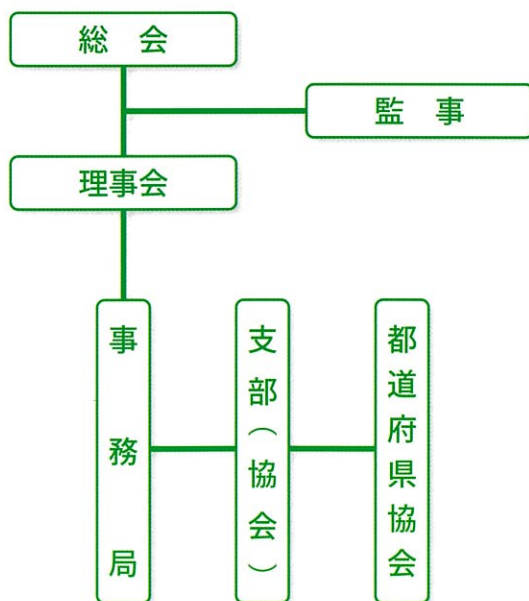 総　会
監　事
理事会
事務局
支部（協会）
都道府県協会